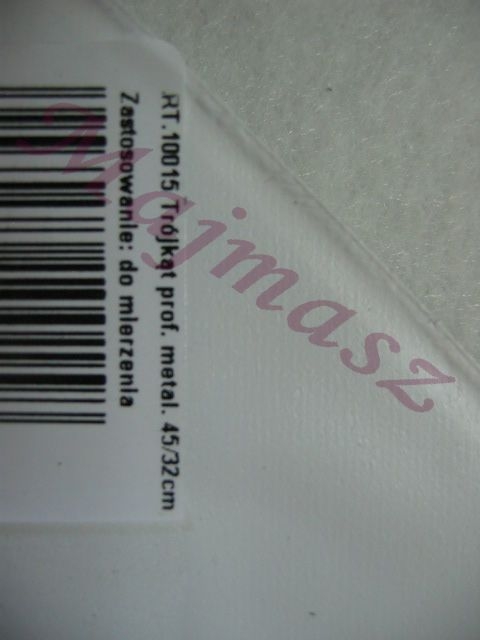 RT.10015 Trójkąt prof. metal. 45/32cm
Zastosowanie: do mierzenia
Majmasz